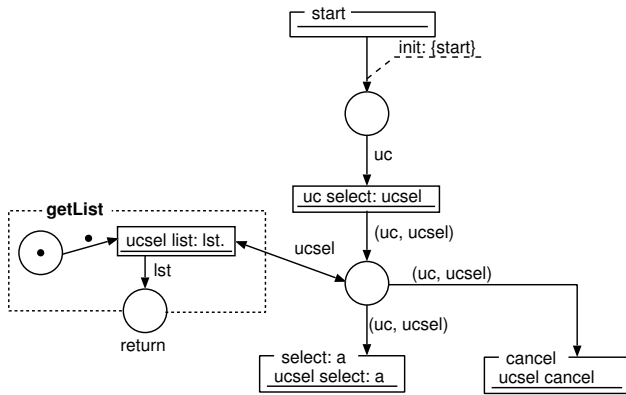 start
init: {start}
uc
uc select: ucsel
getList
(uc, ucsel)
ucsel list: lst.
ucsel
(uc, ucsel)
lst
(uc, ucsel)
return
select: a
ucsel select: a
cancel
ucsel cancel